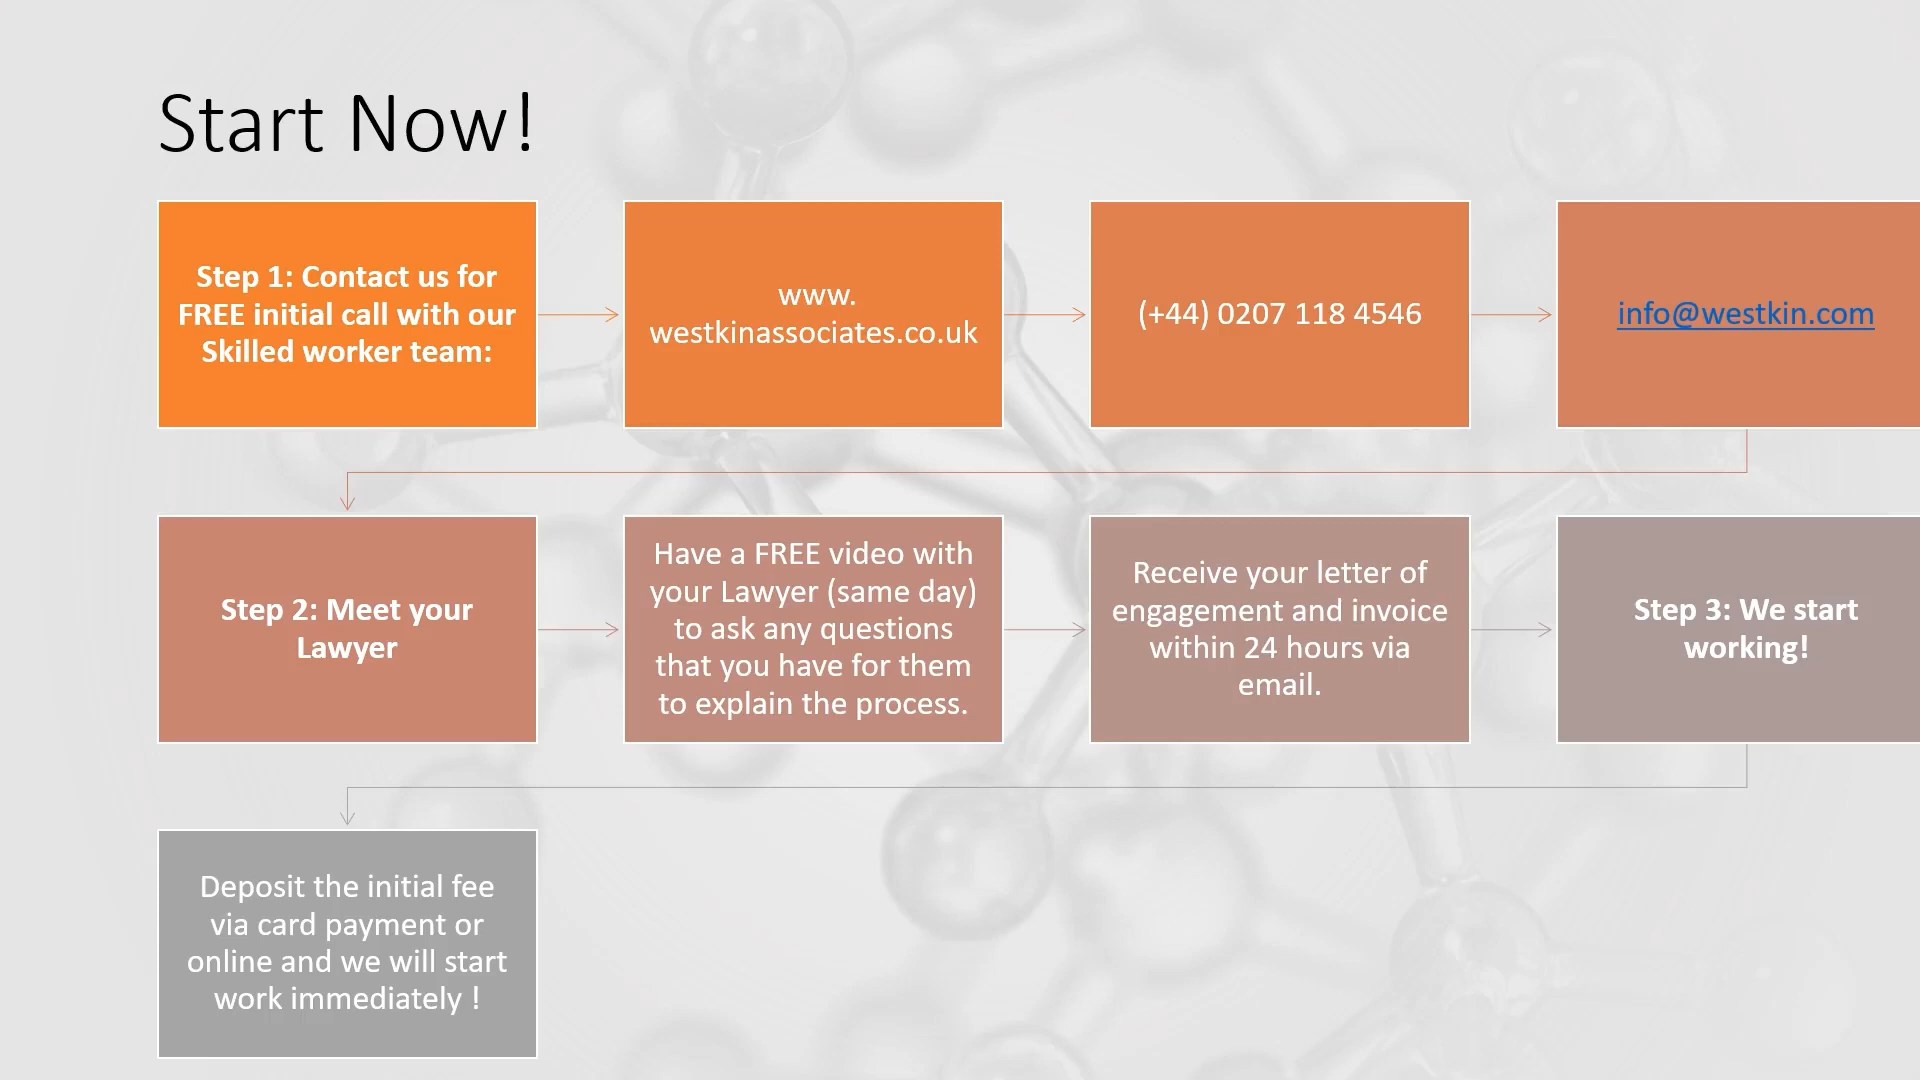 Start Now!
Step 1: Contact us for
FREE initial call with our
Skilled worker team:
www.
westkinassociates.co.uk
(+44) 0207 118 4546
info@westkin.com
Step 2: Meet your
Lawyer
Have a FREE video with
your Lawyer (same day)
to ask any questions
that you have for them
to explain the process.
Receive your letter of
engagement and invoice
within 24 hours via
email.
Step 3: We start
working!
Deposit the initial fee
via card payment or
online and we will start
work immediately !